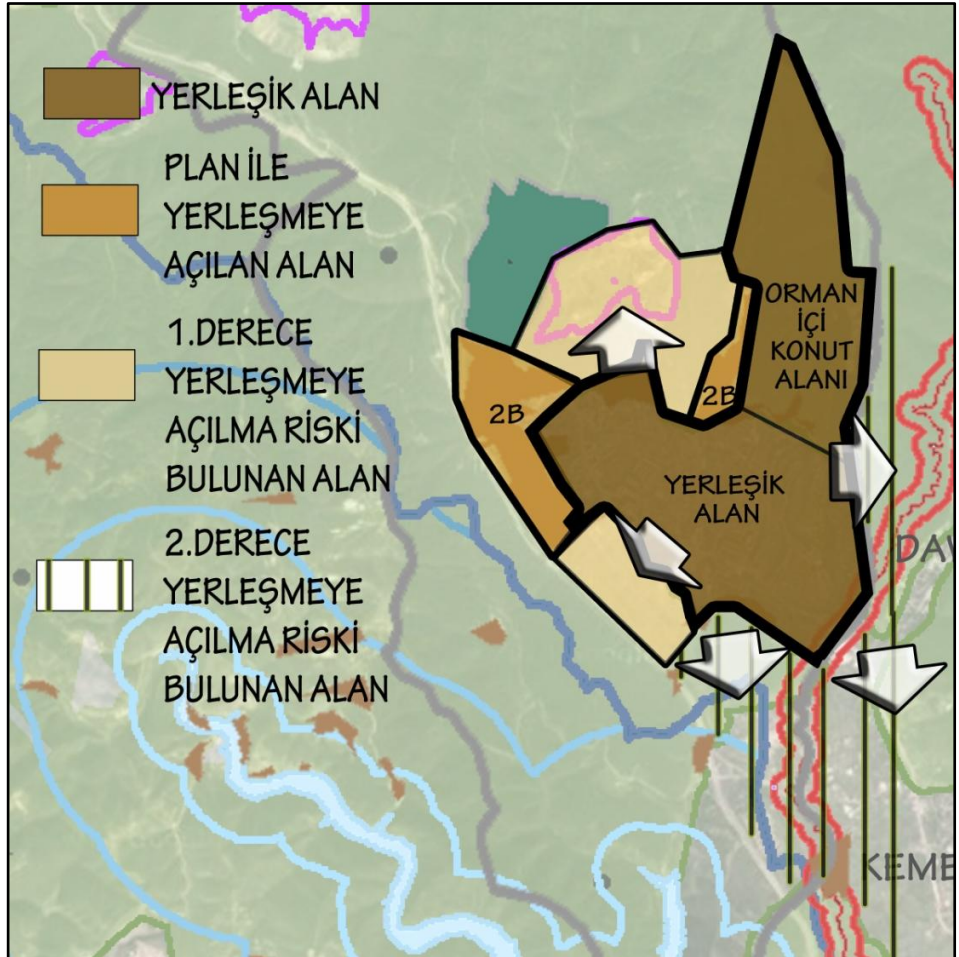 YERLEŞİK ALAN
PLAN İLE
YERLEŞMEYE
AÇILAN ALAN
1.DERECE
YERLEŞMEYE
AÇILMA RİSKİ
BULUNAN ALAN
2.DERECE
YERLEŞMEYE
AÇILMA RİSKİ
BULUNAN ALAN
ORMAN
İÇİ
KONUT
ALANI
2B
2B
YERLEŞİK
ALAN
DAV
KEME